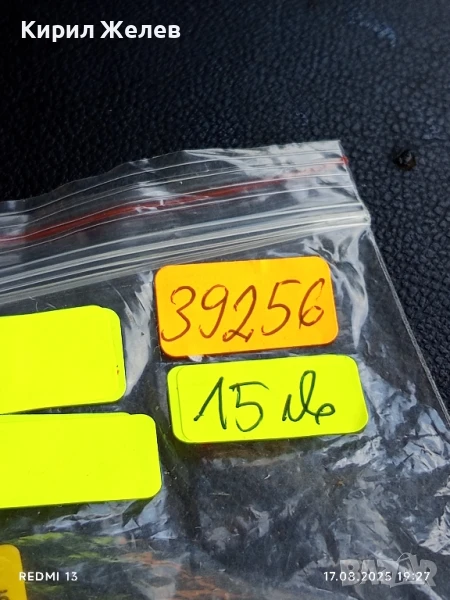 Кирил Желев
39256
15 лв
REDMI 13
17.08.2025 19:27